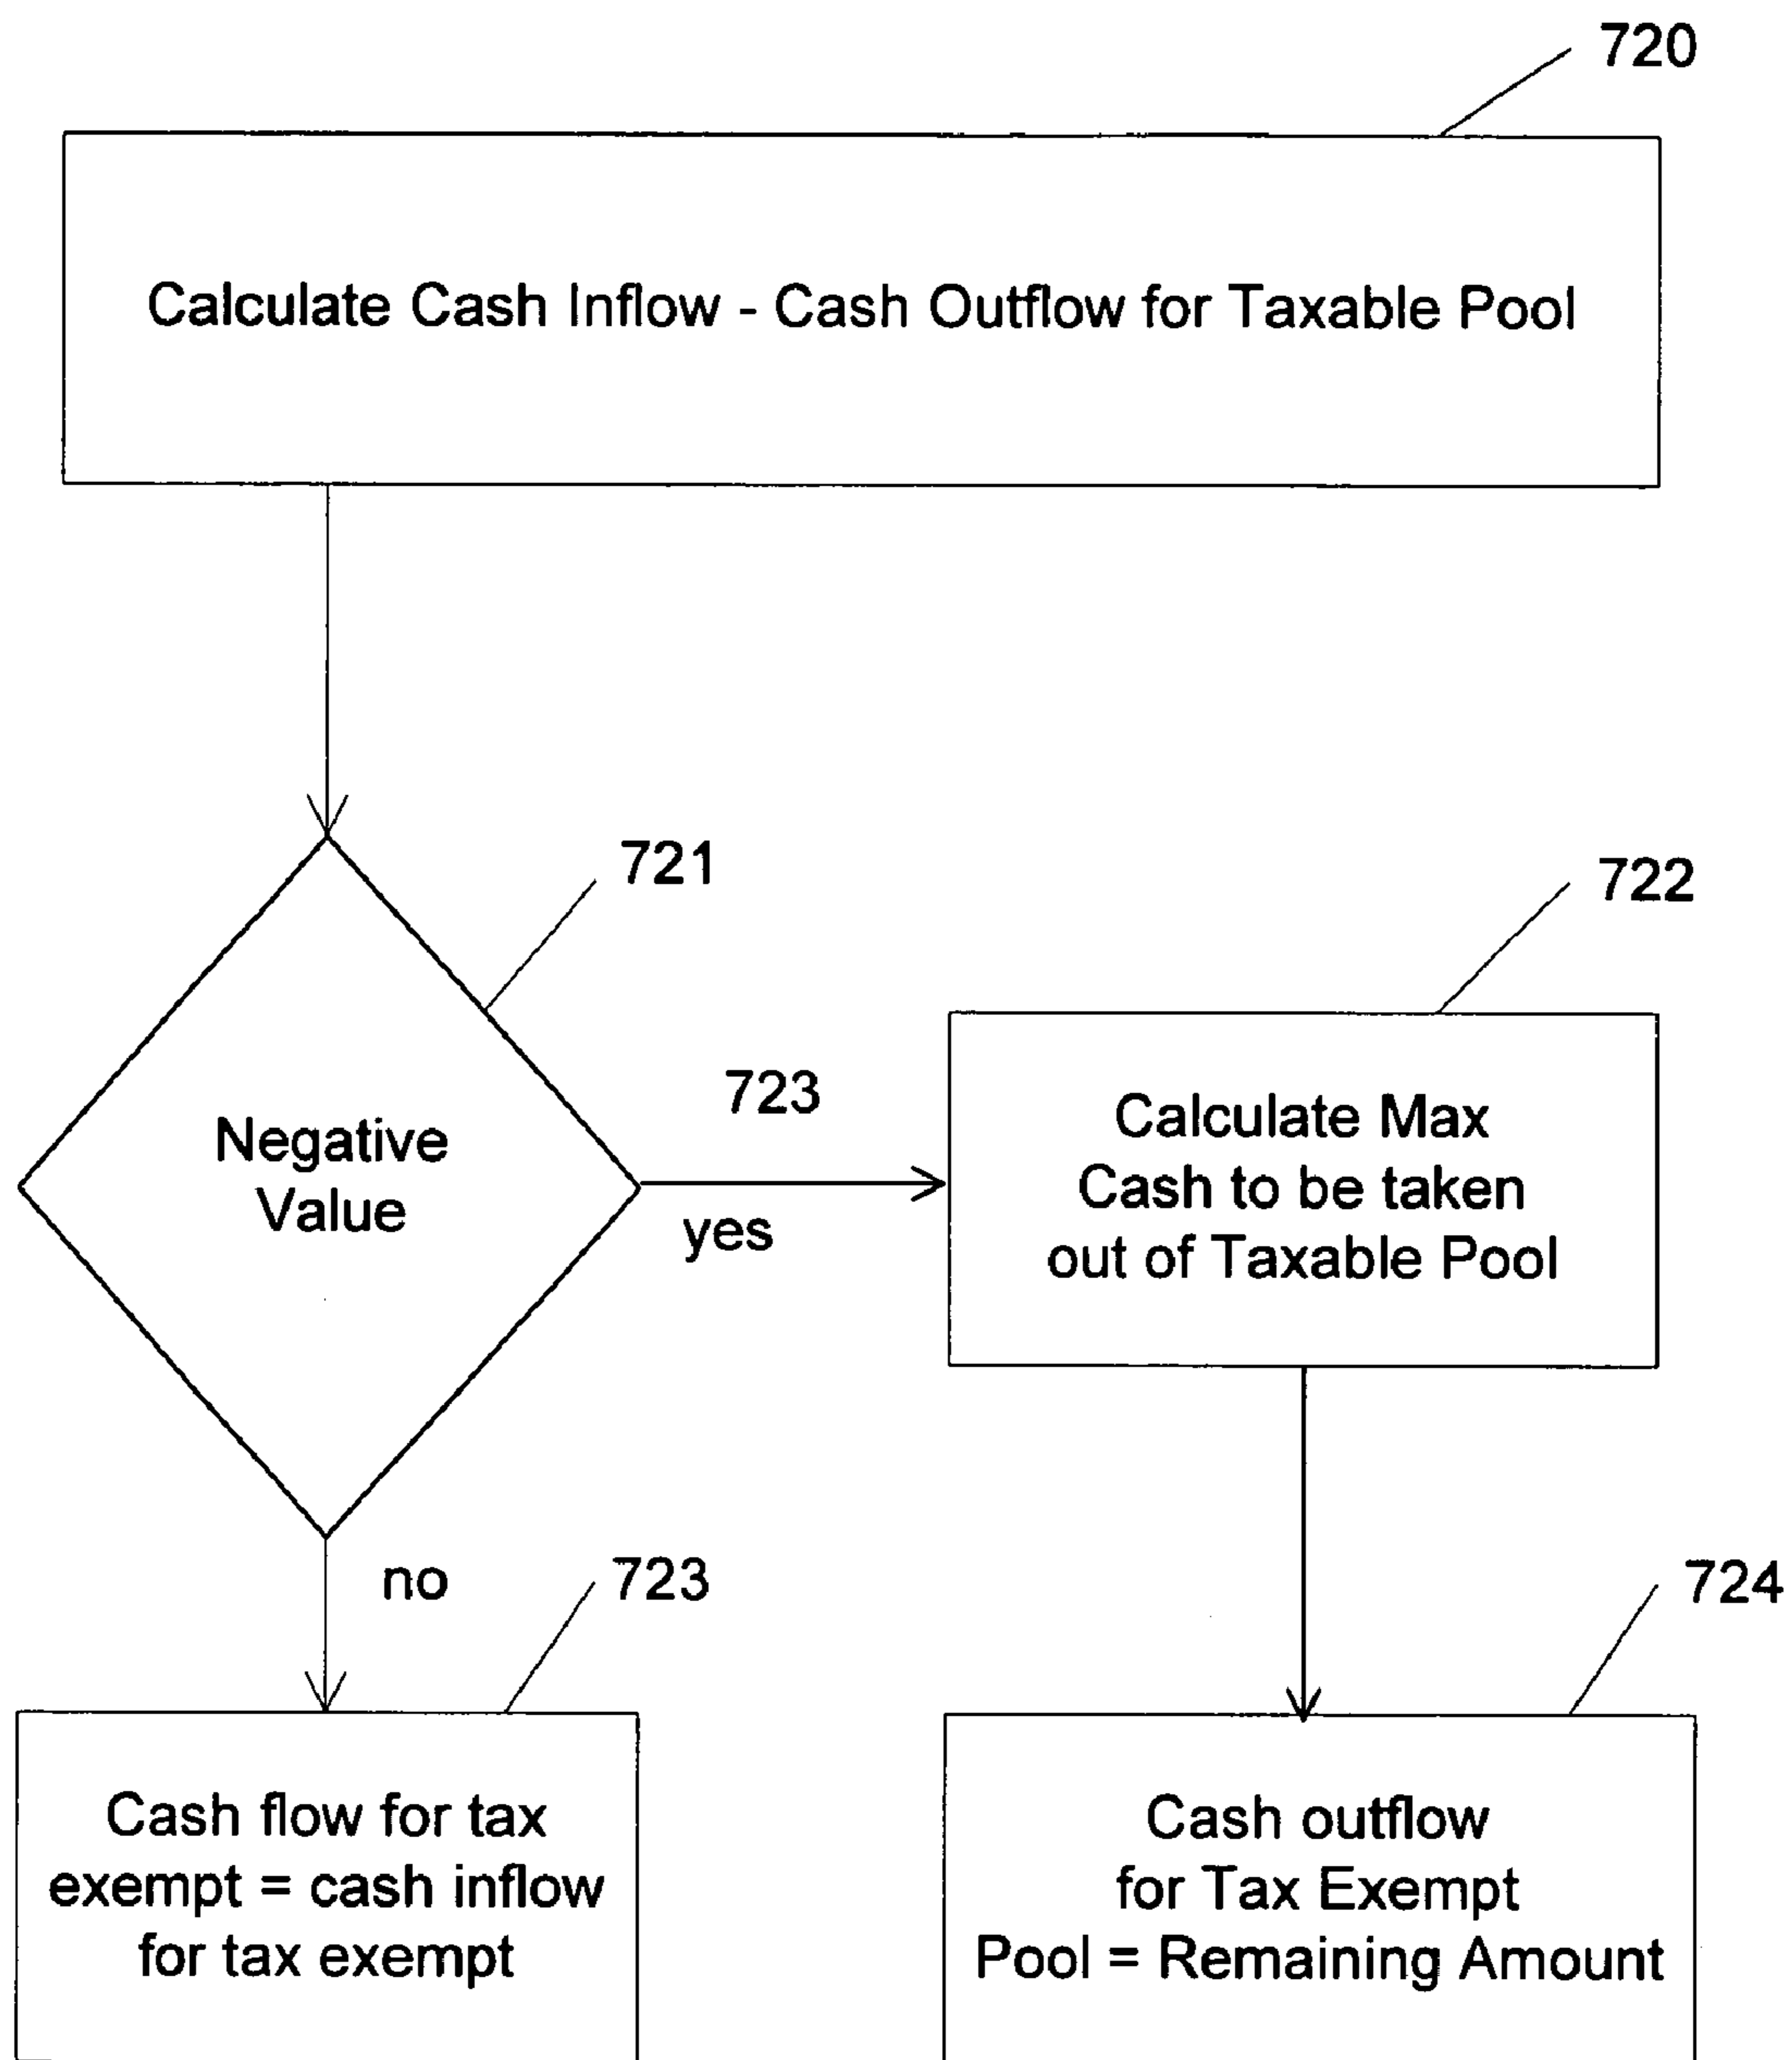 720
Calculate Cash Inflow - Cash Outflow for Taxable Pool
721
722
Negative
Value
723
yes
Calculate Max
Cash to be taken
out of Taxable Pool
no
723
724
Cash flow for tax
exempt = cash inflow
for tax exempt
Cash outflow
for Tax Exempt
Pool = Remaining Amount